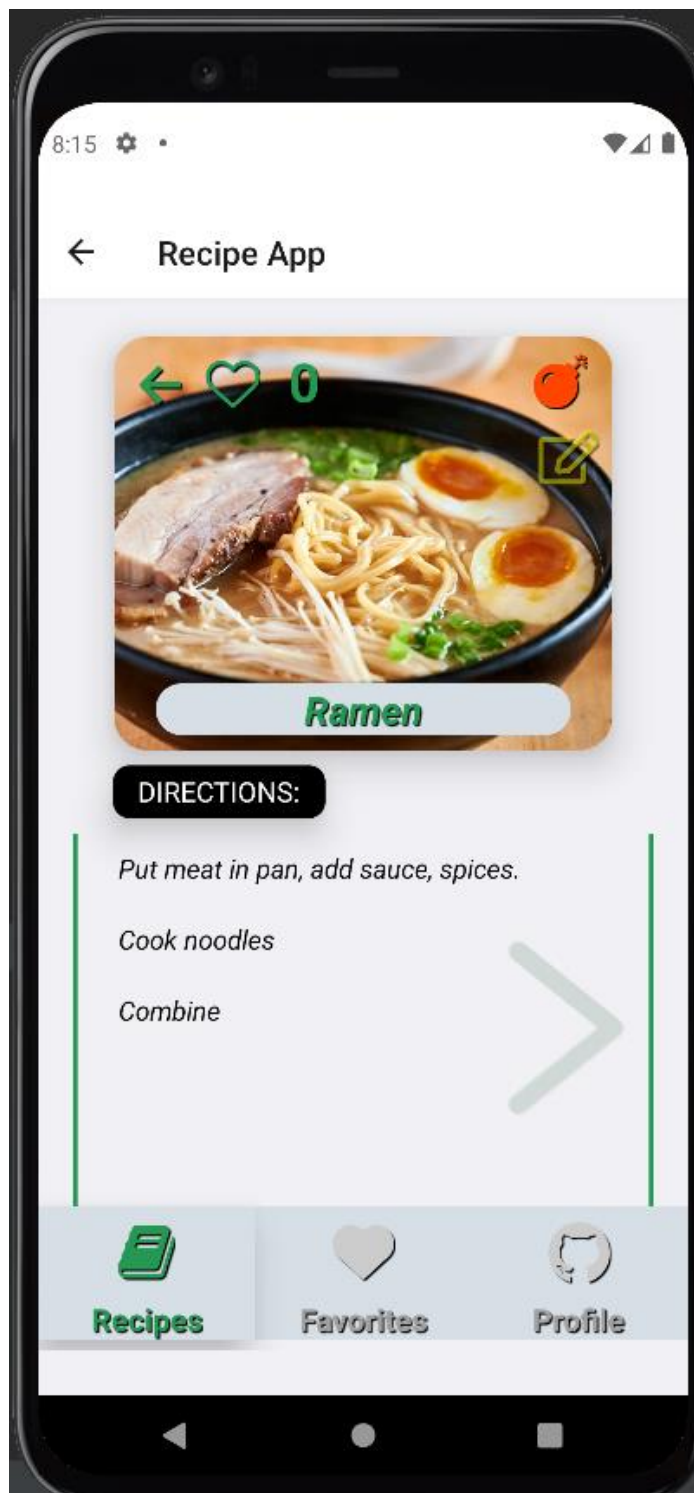 8:15
Recipe App
0
Ramen
DIRECTIONS:
Put meat in pan, add sauce, spices.
Cook noodles
Combine
Recipes Favorites Profile